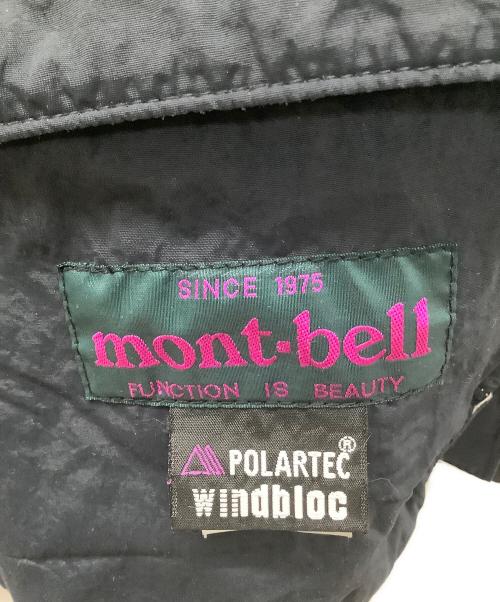 SINCE 1975
mont-bell
FUNCTION IS BEAUTY
POLARTEC®
windbloc